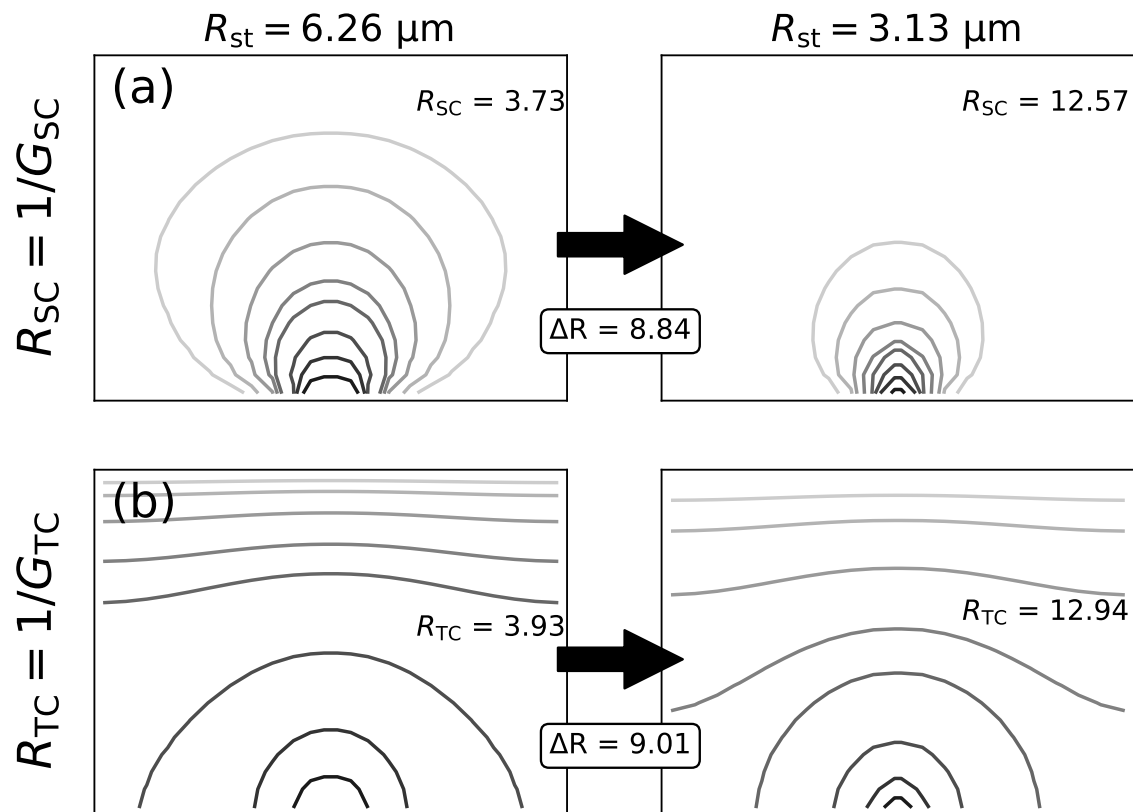 R_st = 6.26 µm
R_st = 3.13 µm
R_SC = 1/G_SC
(a)
R_SC = 3.73
R_SC = 12.57
ΔR = 8.84
R_TC = 1/G_TC
(b)
R_TC = 3.93
R_TC = 12.94
ΔR = 9.01